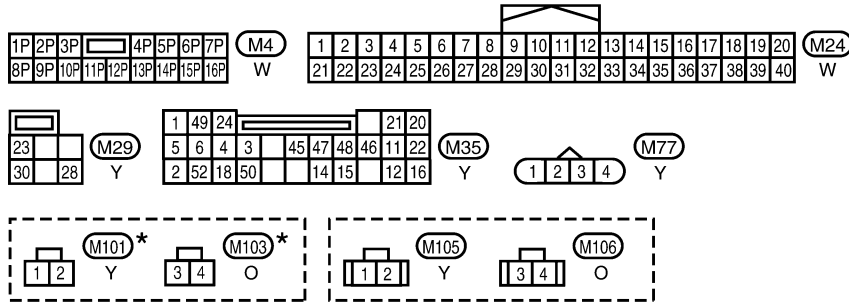 1P 2P 3P 4P 5P 6P 7P M4
8P 9P 10P 11P 12P 13P 14P 15P 16P W
1 2 3 4 5 6 7 8 9 10 11 12 13 14 15 16 17 18 19 20 M24
21 22 23 24 25 26 27 28 29 30 31 32 33 34 35 36 37 38 39 40 W
23 M29
30 28 Y
1 49 24 21 20
5 6 4 3 45 47 48 46 11 22 M35
2 52 18 50 14 15 12 16 Y
M77
1 2 3 4 Y
M101 *
1 2 Y
M103 *
3 4 O
M105
1 2 Y
M106
3 4 O